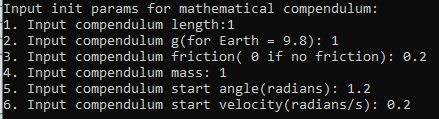 Input init params for mathematical compendulum:
1. Input compendulum length:1
2. Input compendulum g(for Earth = 9.8): 1
3. Input compendulum friction( 0 if no friction): 0.2
4. Input compendulum mass: 1
5. Input compendulum start angle(radians): 1.2
6. Input compendulum start velocity(radians/s): 0.2